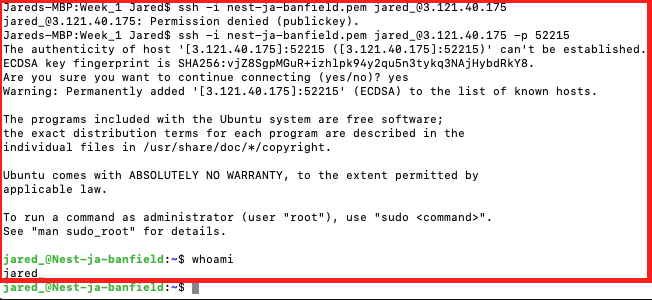 Jareds-MBP:Week_1 Jared$ ssh -i nest-ja-banfield.pem jared_@3.121.40.175
jared_@3.121.40.175: Permission denied (publickey).
Jareds-MBP:Week_1 Jared$ ssh -i nest-ja-banfield.pem jared_@3.121.40.175 -p 52215
The authenticity of host '[3.121.40.175]:52215 ([3.121.40.175]:52215)' can't be established.
ECDSA key fingerprint is SHA256:vjZ8SgpMGuR+izhlpk94y2qu5n3tykq3NAjHybdRkY8.
Are you sure you want to continue connecting (yes/no)? yes
Warning: Permanently added '[3.121.40.175]:52215' (ECDSA) to the list of known hosts.
The programs included with the Ubuntu system are free software;
the exact distribution terms for each program are described in the
individual files in /usr/share/doc/*/copyright.
Ubuntu comes with ABSOLUTELY NO WARRANTY, to the extent permitted by
applicable law.
To run a command as administrator (user "root"), use "sudo <command>".
See "man sudo_root" for details.
jared_@Nest-ja-banfield:~$ whoami
jared_
jared_@Nest-ja-banfield:~$